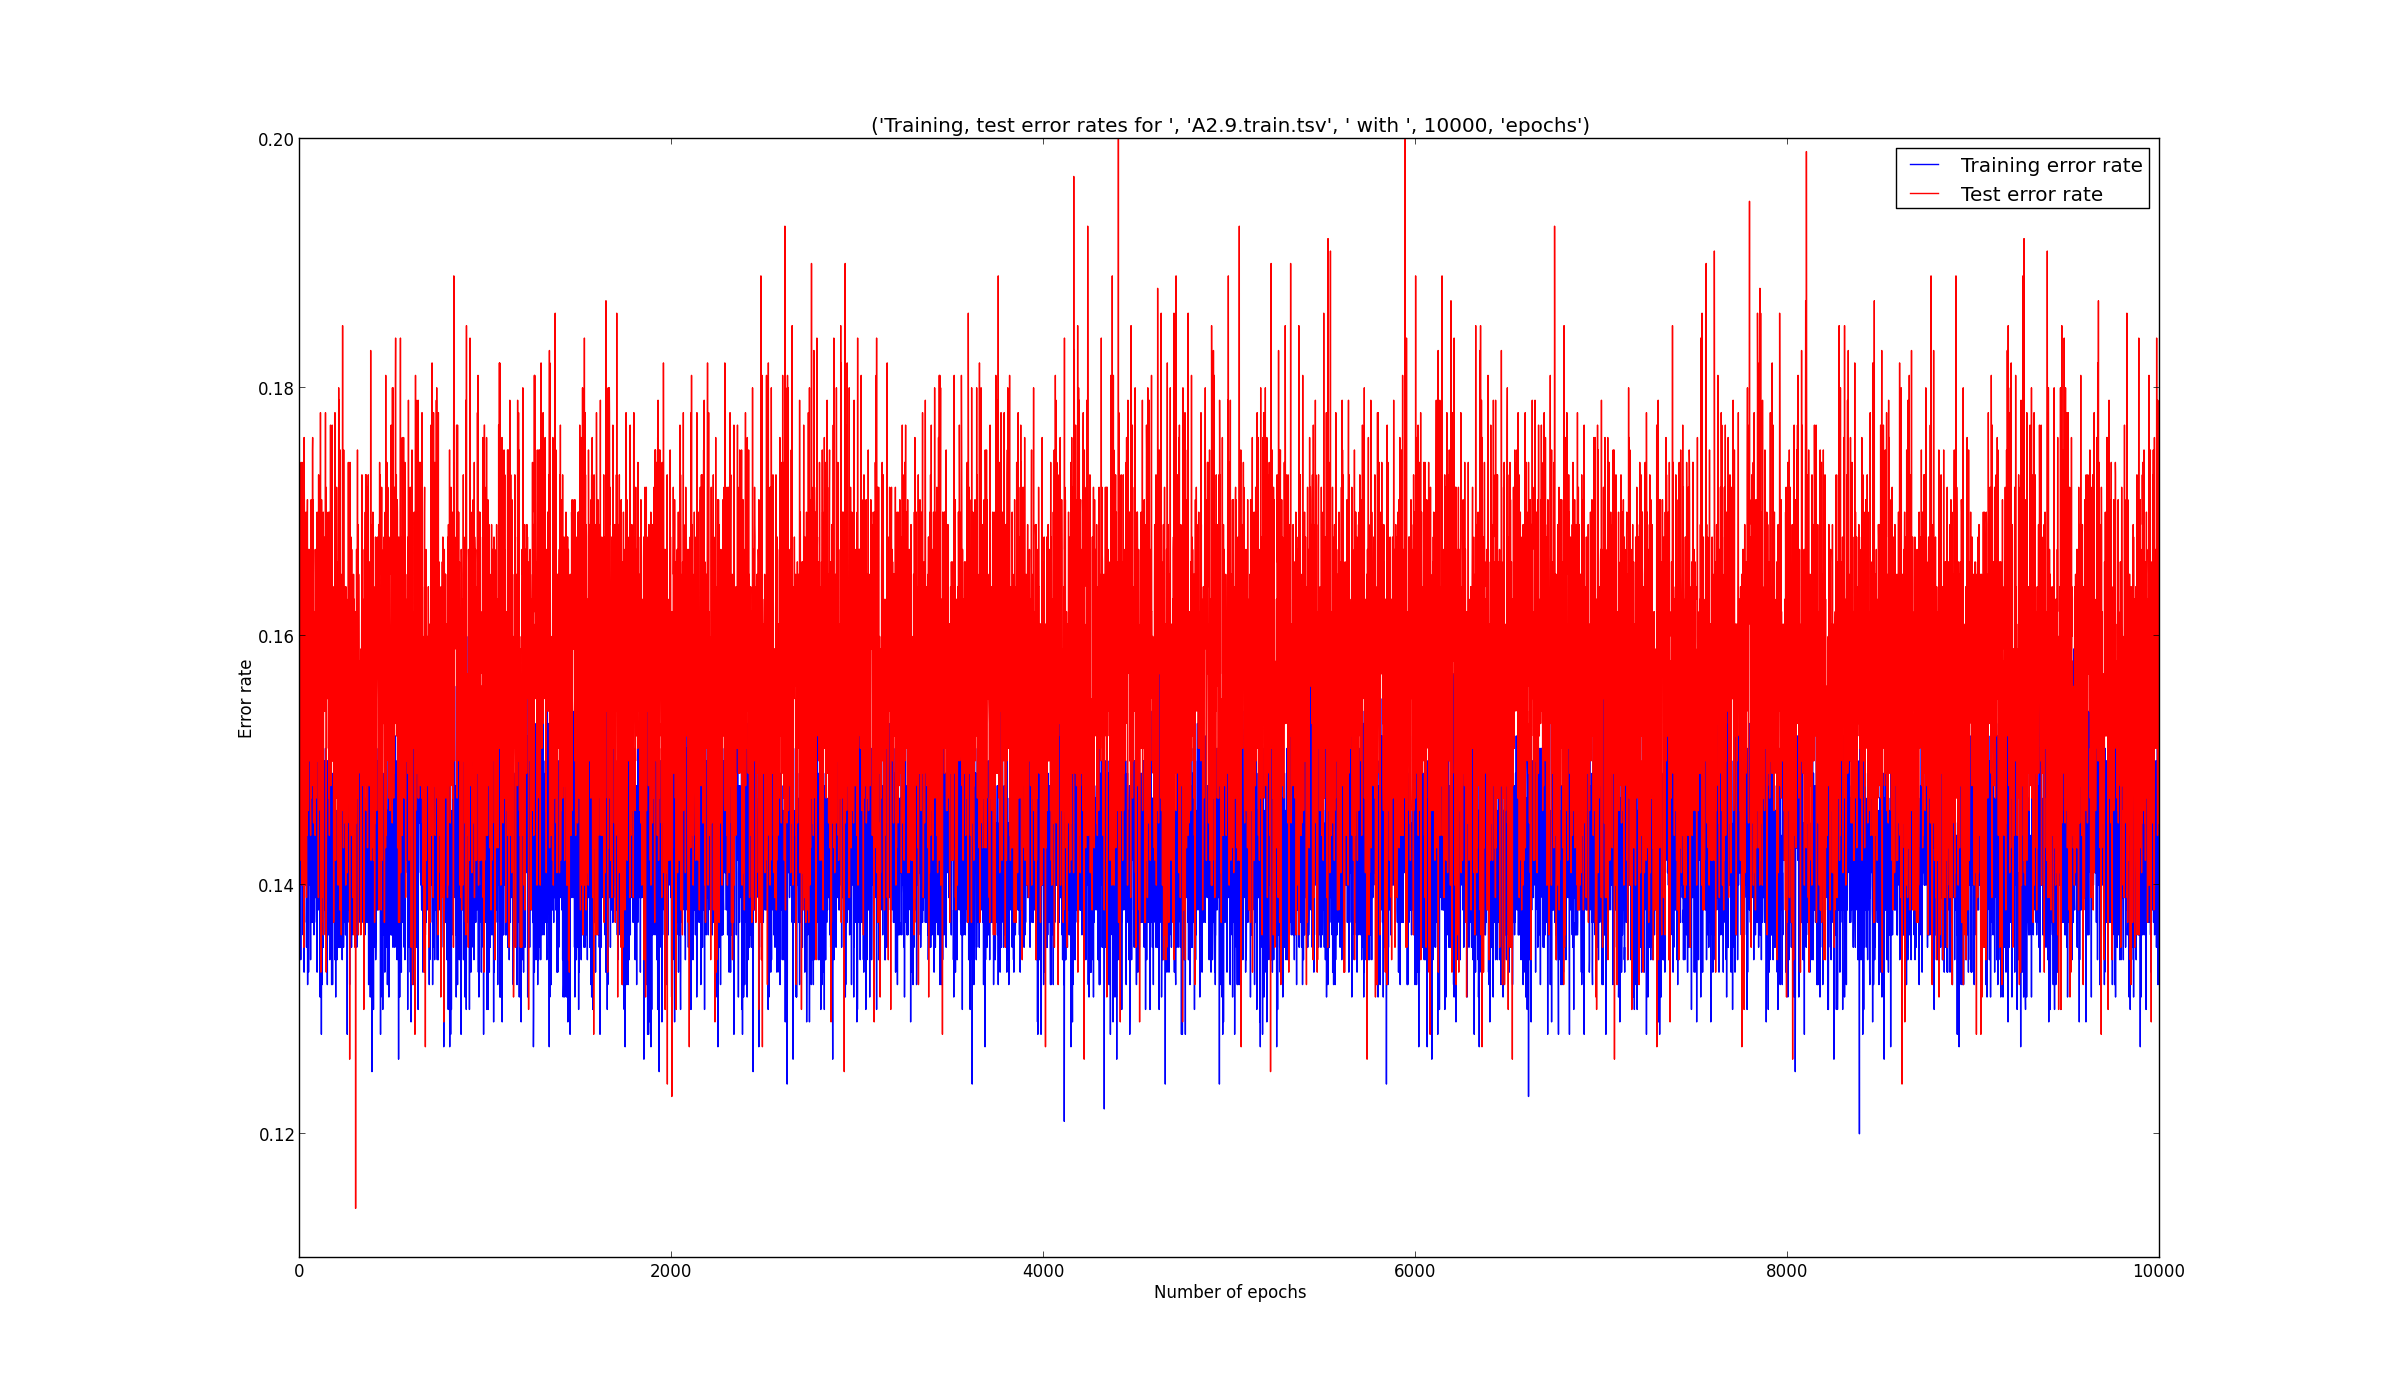 ('Training, test error rates for ', 'A2.9.train.tsv', ' with ', 10000, 'epochs')
0.20
Training error rate
Test error rate
0.18
0.16
Error rate
0.14
0.12
0
2000
4000
6000
8000
10000
Number of epochs